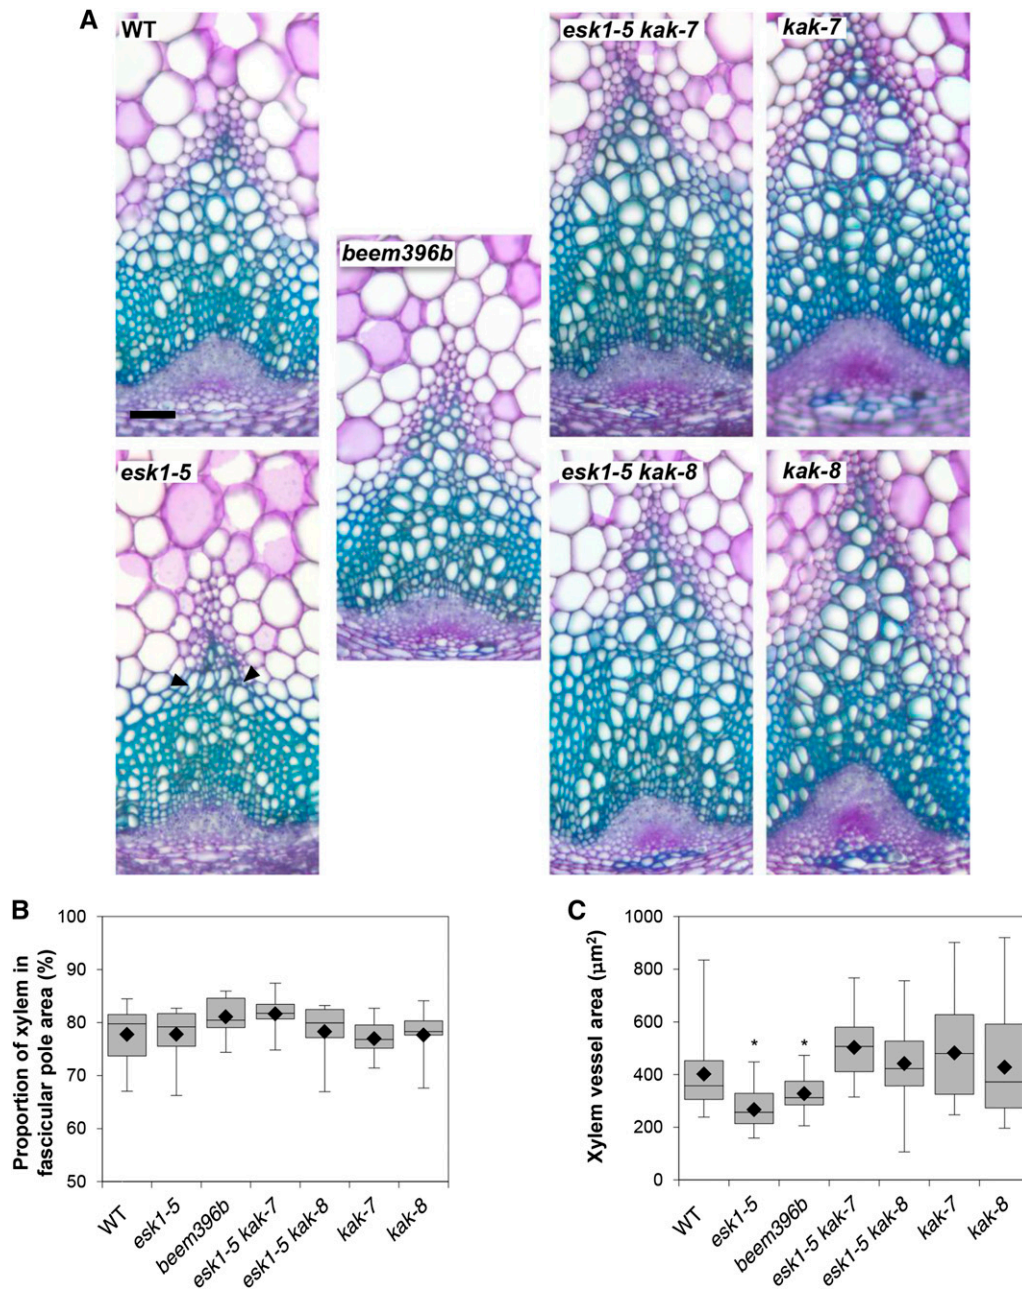 A
WT
esk1-5 kak-7
kak-7
beem396b
esk1-5
esk1-5 kak-8
kak-8
B
Proportion of xylem in
fascicular pole area (%)
100
90
80
70
60
50
WT
esk1-5
beem396b
esk1-5 kak-7
esk1-5 kak-8
kak-7
kak-8
C
Xylem vessel area (μm²)
1000
800
600
400
200
0
*
*
WT
esk1-5
beem396b
esk1-5 kak-7
esk1-5 kak-8
kak-7
kak-8